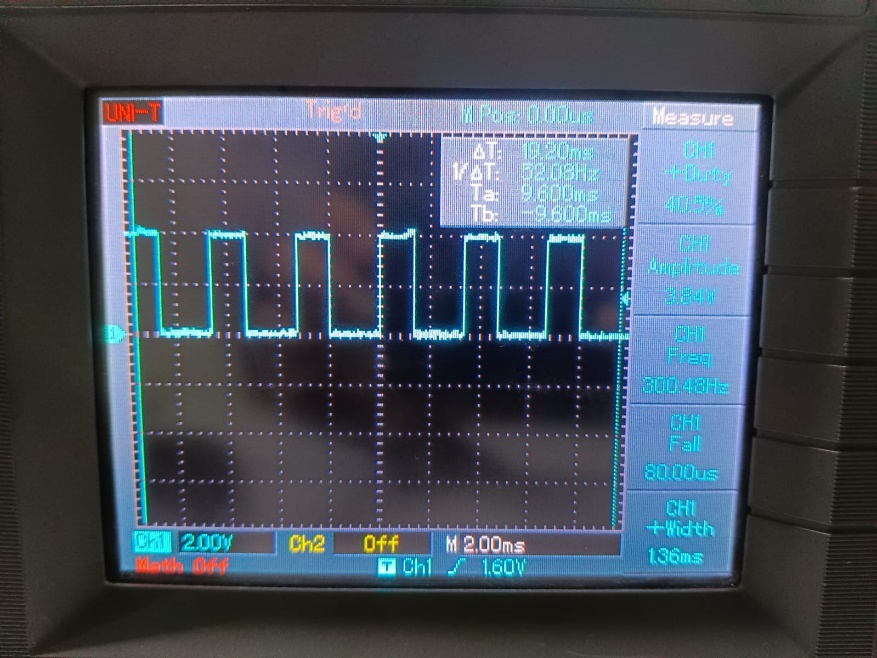 UNI-T Trig'd M Pos: 0.00us Measure
ΔT: 19.20ms
1/ΔT: 52.08Hz
Ta: 9.600ms
Tb: -9.600ms
CH1
+Duty
40.5%
CH1
Amplitude
3.84V
CH1
Freq
300.48Hz
CH1
Fall
80.00us
CH1
+Width
1.36ms
1
Ch1 2.00V Ch2 Off M 2.00ms
Math Off T Ch1 1.60V